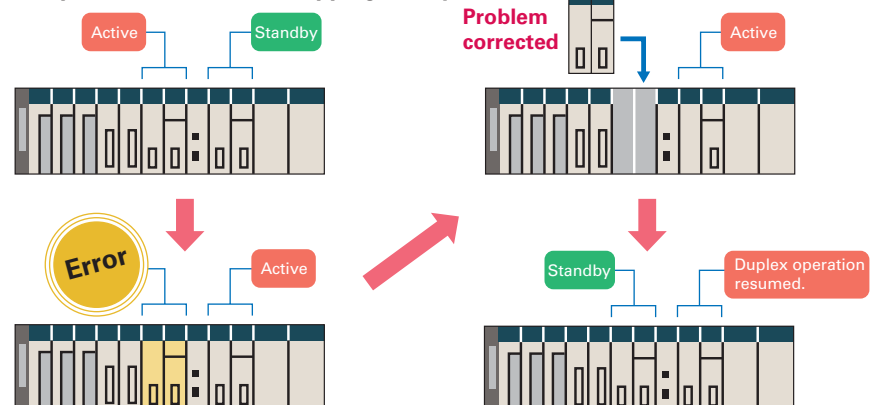 Active
Standby
Error
Active
Problem
corrected
Active
Standby
Duplex operation
resumed.